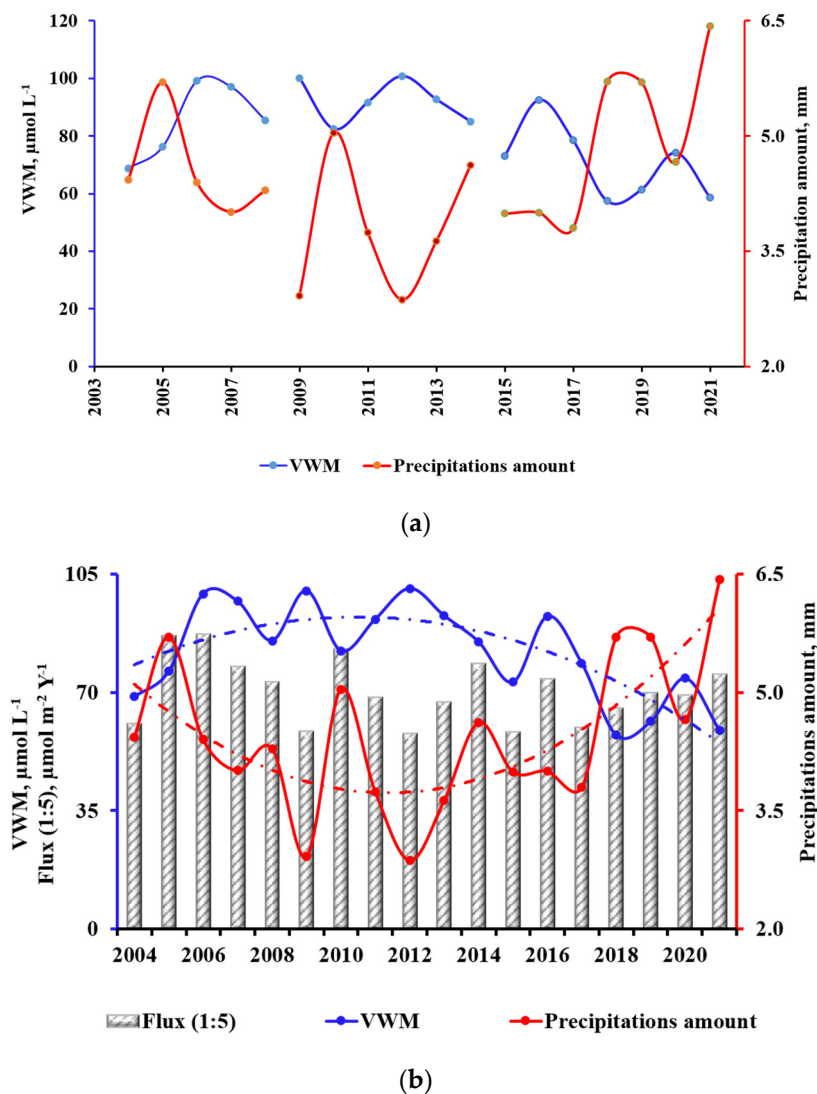 120
100
80
60
40
20
0
VWM, µmol L-1
6.5
5.0
3.5
2.0
Precipitation amount, mm
2003
2005
2007
2009
2011
2013
2015
2017
2019
2021
VWM
Precipitations amount
(a)
105
70
35
0
VWM, µmol L-1
Flux (1:5), µmol m-2 Y-1
6.5
5.0
3.5
2.0
Precipitations amount, mm
2004 2006 2008 2010 2012 2014 2016 2018 2020
Flux (1:5) VWM Precipitations amount
(b)